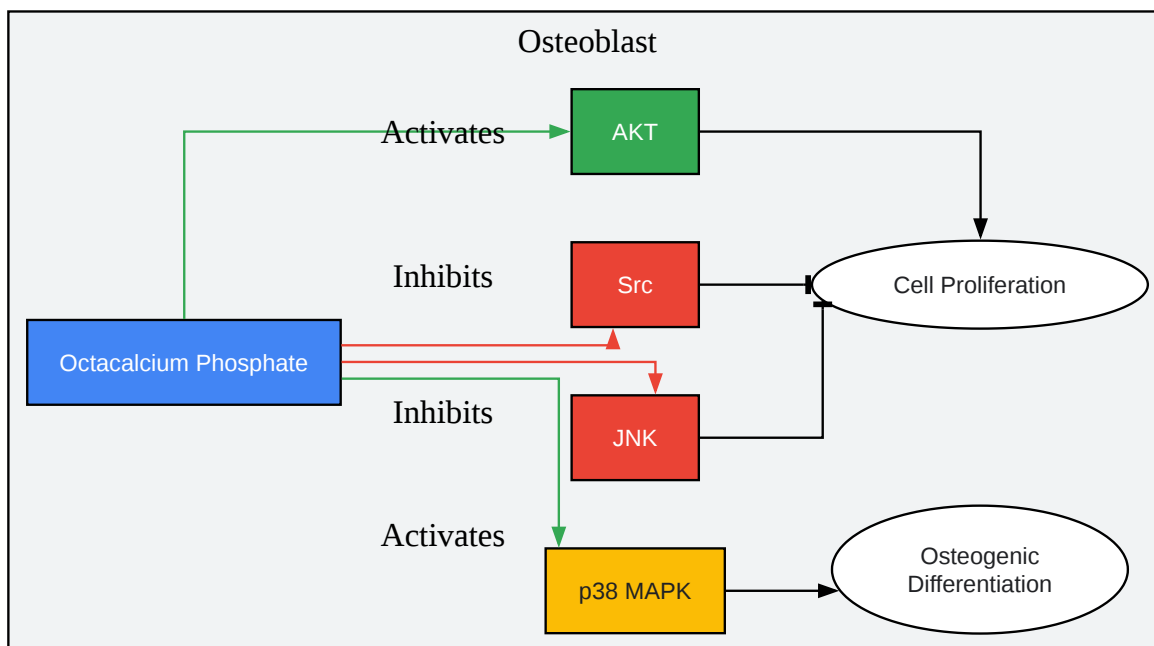 Osteoblast
Activates
AKT
Inhibits
Src
Cell Proliferation
Octacalcium Phosphate
Inhibits
JNK
Activates
p38 MAPK
Osteogenic
Differentiation